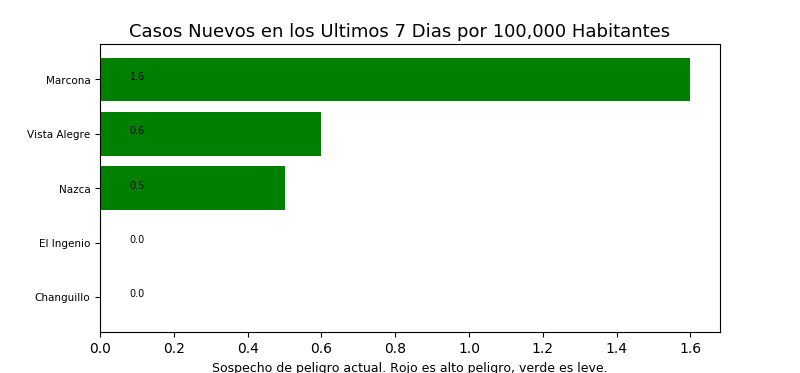 Casos Nuevos en los Ultimos 7 Dias por 100,000 Habitantes
Marcona 1.6
Vista Alegre 0.6
Nazca 0.5
El Ingenio 0.0
Changuillo 0.0
0.0 0.2 0.4 0.6 0.8 1.0 1.2 1.4 1.6
Sospecho de peligro actual. Rojo es alto peligro, verde es leve.